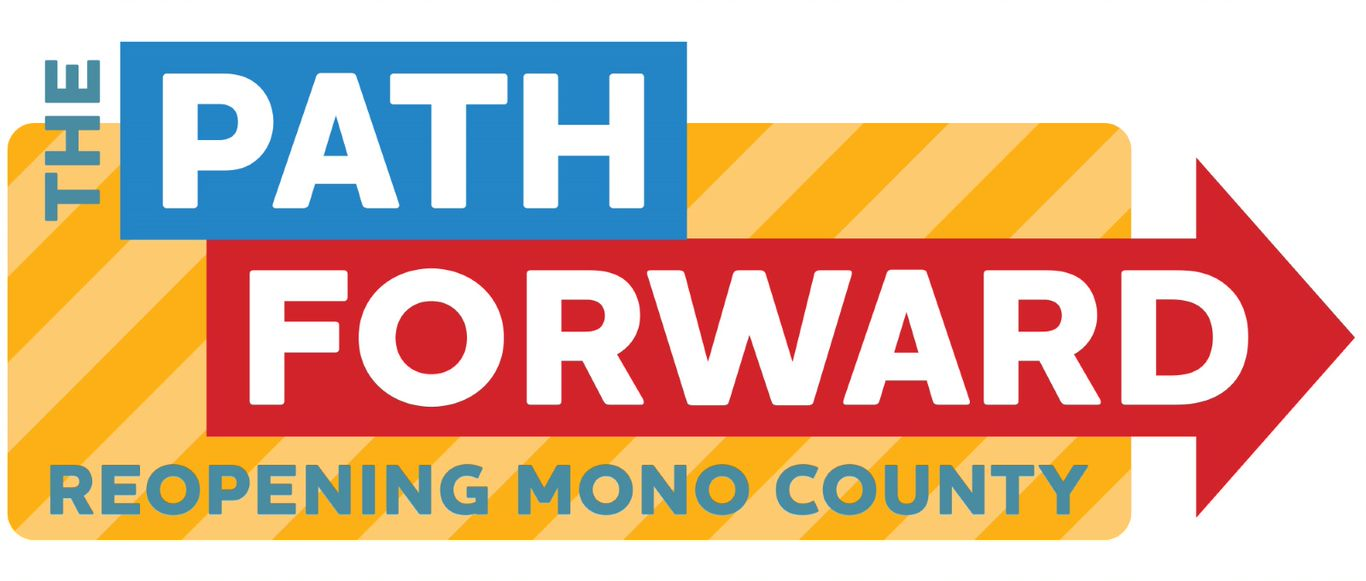 THE
PATH
FORWARD
REOPENING MONO COUNTY